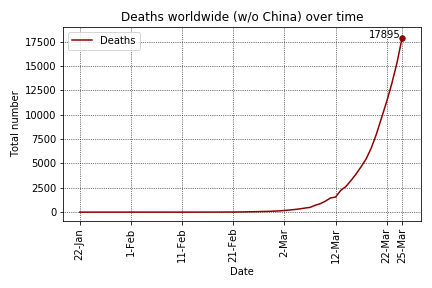 Deaths worldwide (w/o China) over time
Deaths
17895
17500
15000
12500
10000
7500
5000
2500
0
Total number
22-Jan
1-Feb
11-Feb
21-Feb
2-Mar
12-Mar
22-Mar
25-Mar
Date